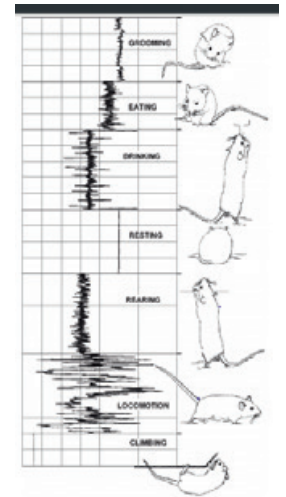 GROOMING
EATING
DRINKING
RESTING
REARING
LOCOMOTION
CLIMBING